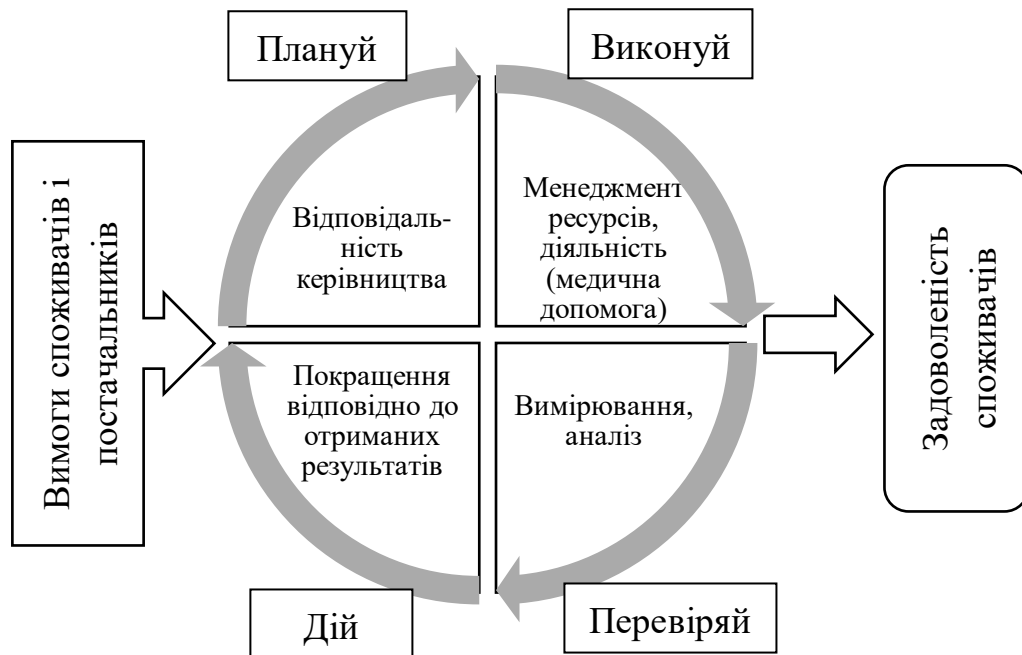 Плануй
Виконуй
Вимоги споживачів і
постачальників
Відповідаль-
ність
керівництва
Менеджмент
ресурсів,
діяльність
(медична
допомога)
Задоволеність
споживачів
Покращення
відповідно до
отриманих
результатів
Вимірювання,
аналіз
Дій
Перевіряй